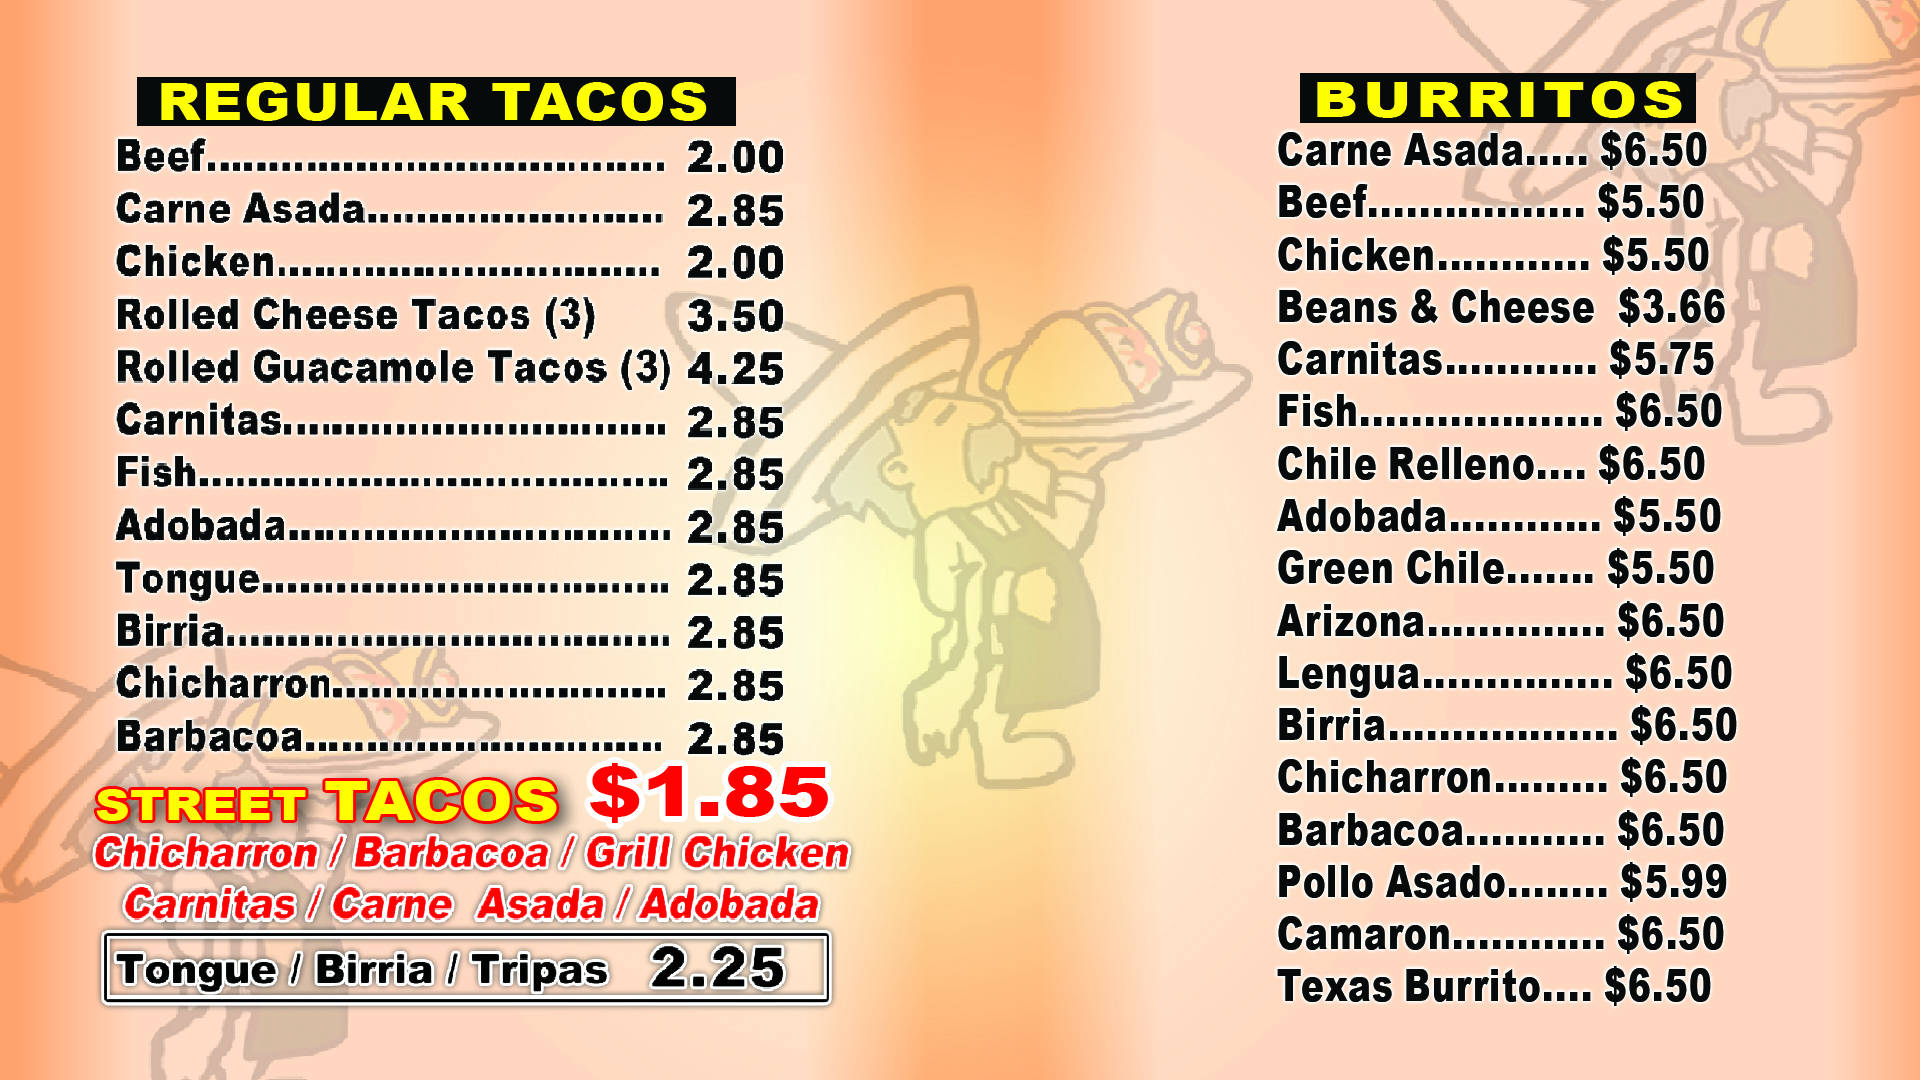 REGULAR TACOS
Beef..................................... 2.00
Carne Asada........................ 2.85
Chicken............................... 2.00
Rolled Cheese Tacos (3) 3.50
Rolled Guacamole Tacos (3) 4.25
Carnitas............................... 2.85
Fish...................................... 2.85
Adobada............................... 2.85
Tongue................................. 2.85
Birria.................................... 2.85
Chicharron........................... 2.85
Barbacoa............................. 2.85
STREET TACOS $1.85
Chicharron / Barbacoa / Grill Chicken
Carnitas / Carne Asada / Adobada
Tongue / Birria / Tripas 2.25
BURRITOS
Carne Asada..... $6.50
Beef................. $5.50
Chicken............ $5.50
Beans & Cheese $3.66
Carnitas............ $5.75
Fish................... $6.50
Chile Relleno.... $6.50
Adobada............ $5.50
Green Chile....... $5.50
Arizona.............. $6.50
Lengua............... $6.50
Birria.................. $6.50
Chicharron......... $6.50
Barbacoa........... $6.50
Pollo Asado........ $5.99
Camaron............ $6.50
Texas Burrito.... $6.50